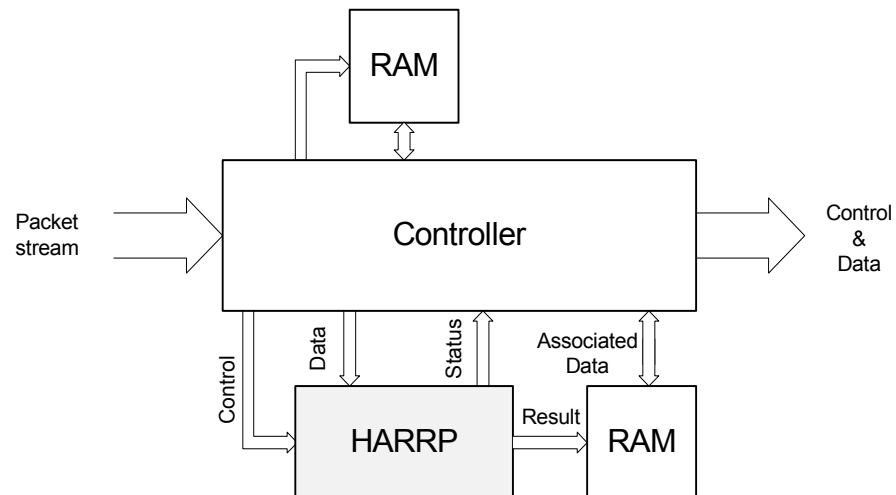 RAM
Packet
stream
Controller
Control
&
Data
Control
Data
Status
Associated
Data
HARRP
Result
RAM